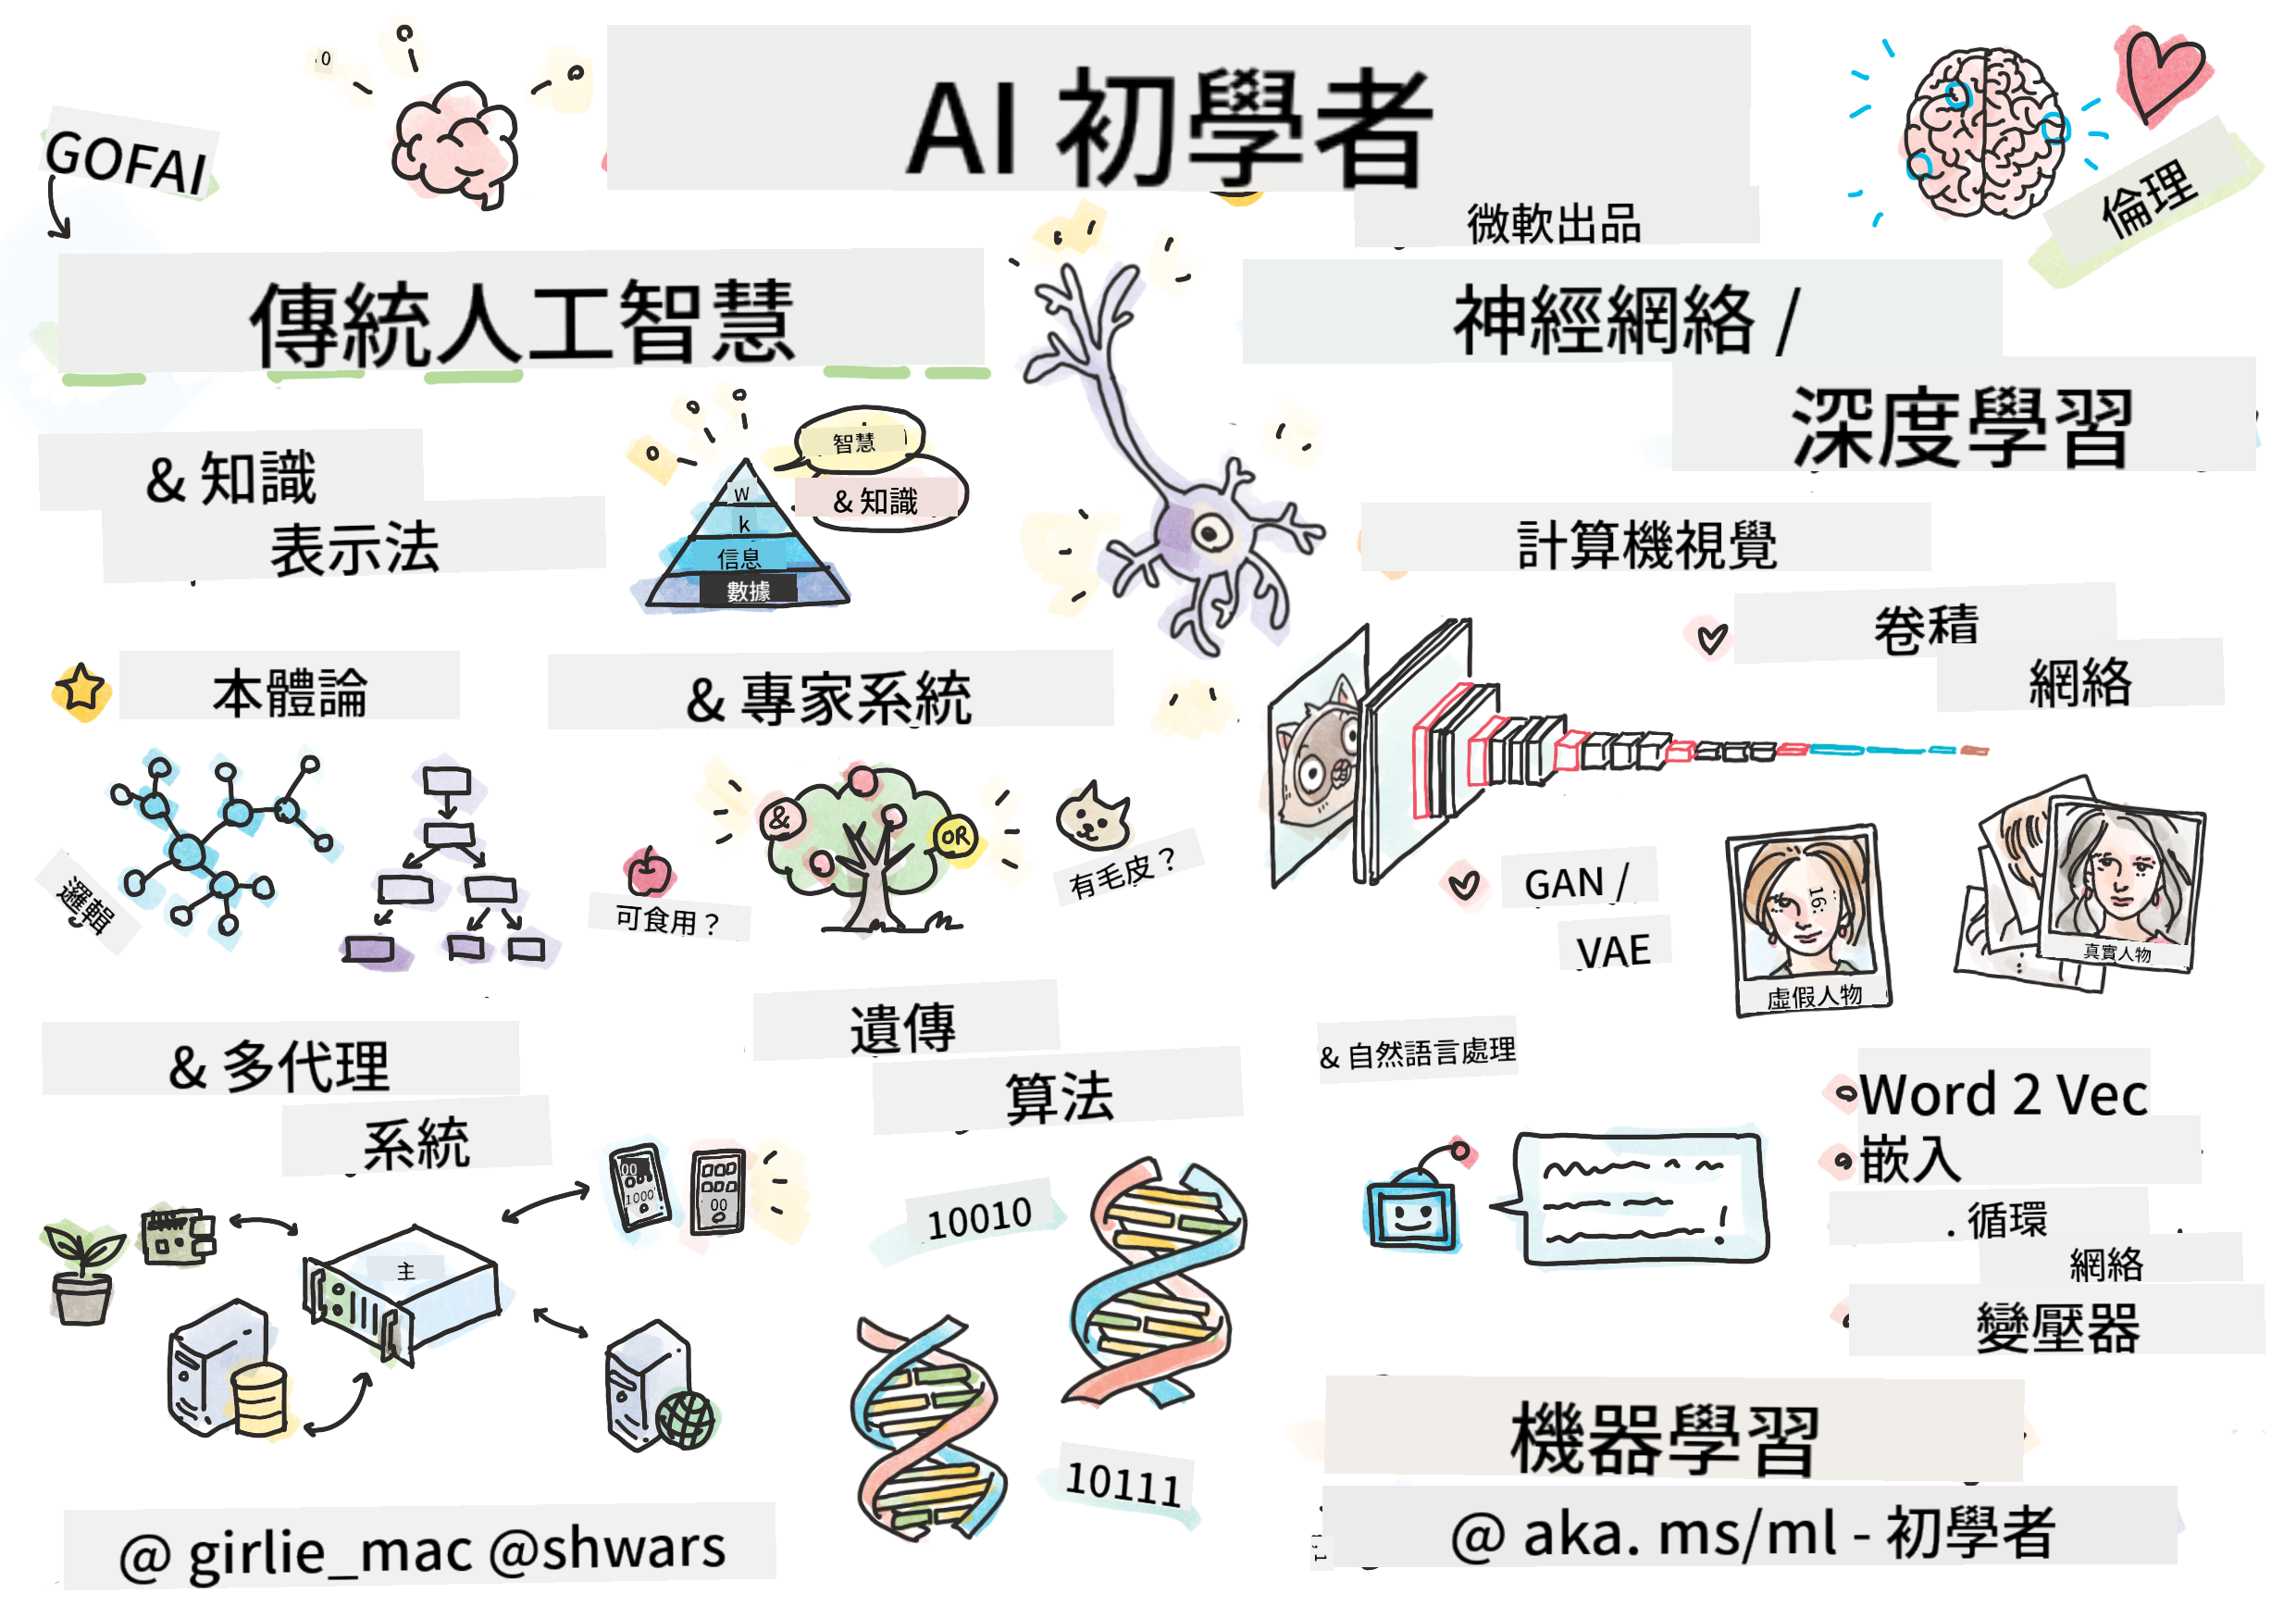 AI 初學者
微軟出品
GOFAI
倫理
傳統人工智慧
& 知識
表示法
智慧
& 知識
w
k
信息
數據
本體論
& 專家系統
邏輯
&
OR
可食用？
有毛皮？
& 多代理
系統
主
00
1000
00
遺傳
算法
10010
10111
@ girlie_mac @shwars
神經網絡 /
深度學習
計算機視覺
卷積
網絡
GAN /
VAE
16:
虛假人物
真實人物
& 自然語言處理
Word 2 Vec
嵌入
. 循環
網絡
變壓器
機器學習
@ aka. ms/ml - 初學者